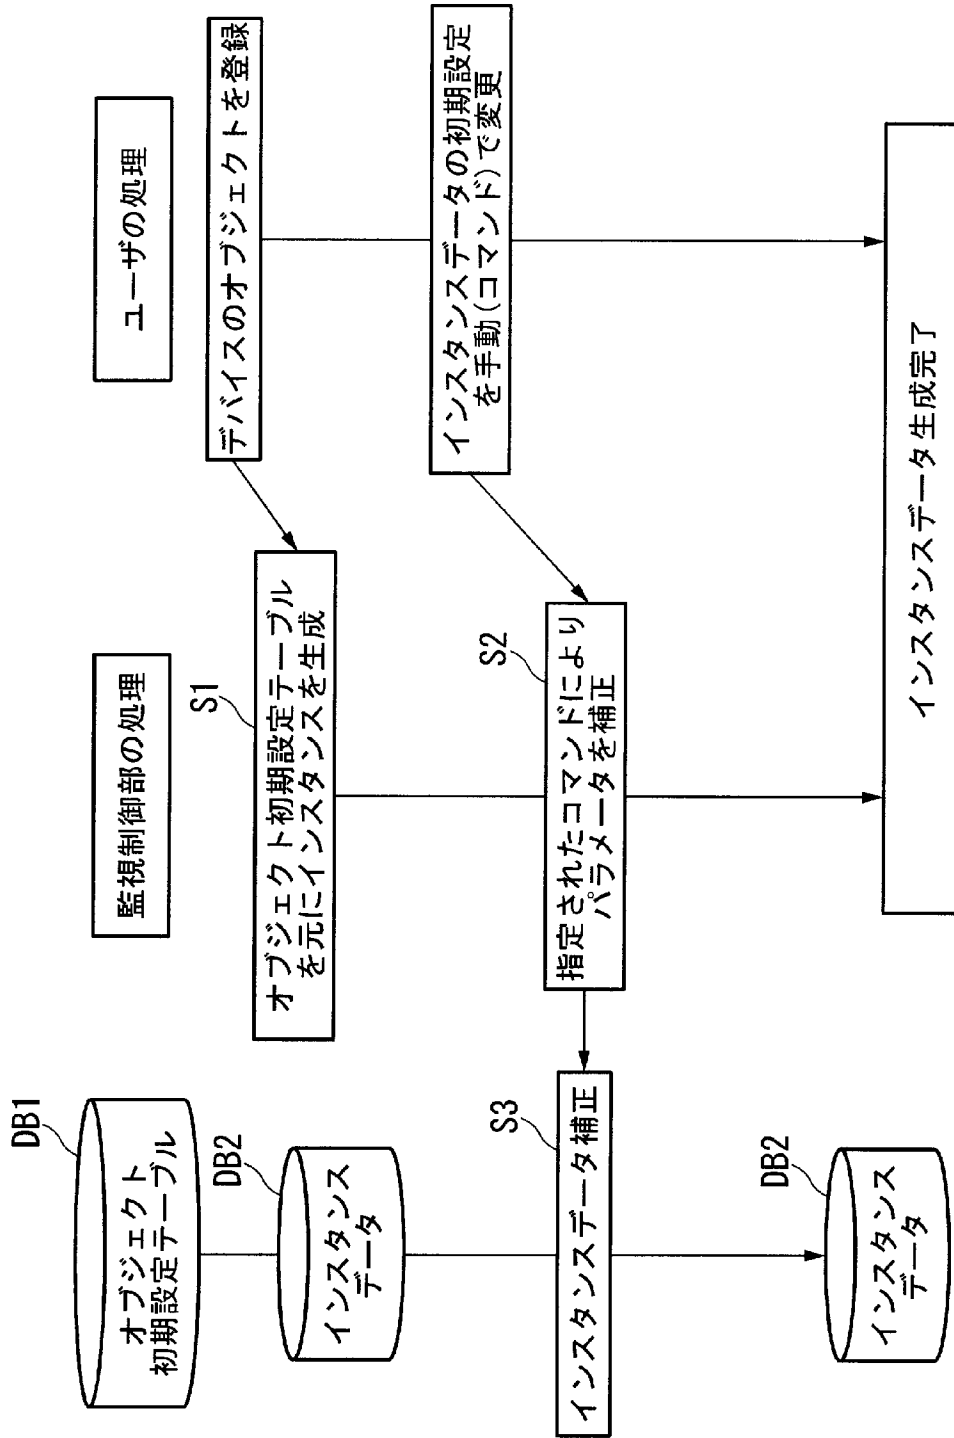 DB1
オブジェクト
初期設定テーブル
DB2
インスタンス
データ
S3
インスタンスデータ補正
DB2
インスタンス
データ
監視制御部の処理
S1
オブジェクト初期設定テーブル
を元にインスタンスを生成
S2
指定されたコマンドにより
パラメータを補正
ユーザの処理
デバイスのオブジェクトを登録
インスタンスデータの初期設定
を手動(コマンド)で変更
インスタンスデータ生成完了